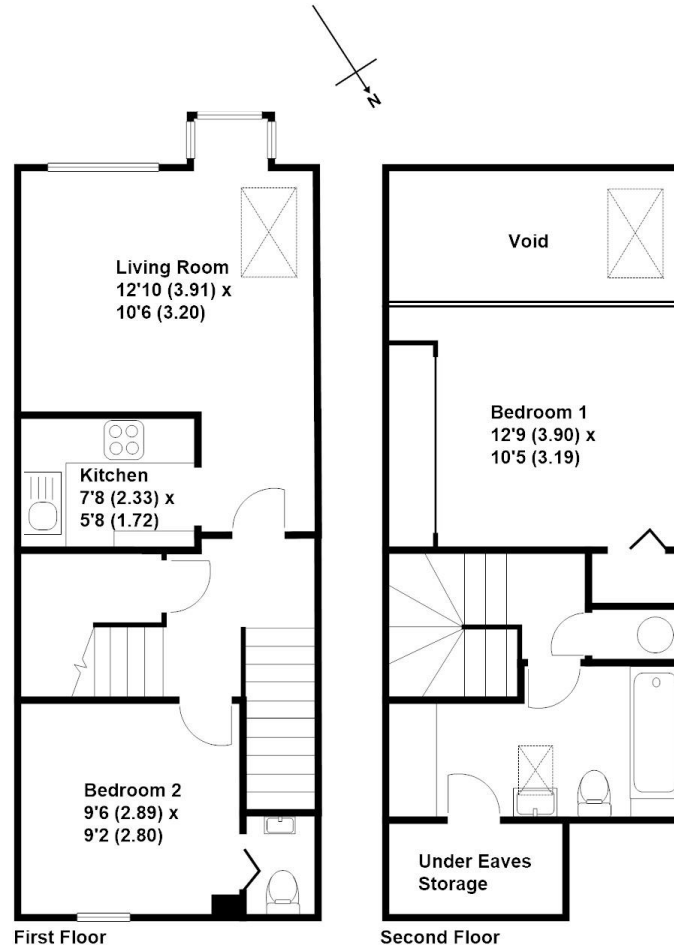 N
Living Room
12'10 (3.91) x
10'6 (3.20)
Kitchen
7'8 (2.33) x
5'8 (1.72)
Bedroom 2
9'6 (2.89) x
9'2 (2.80)
First Floor
Void
Bedroom 1
12'9 (3.90) x
10'5 (3.19)
Under Eaves
Storage
Second Floor